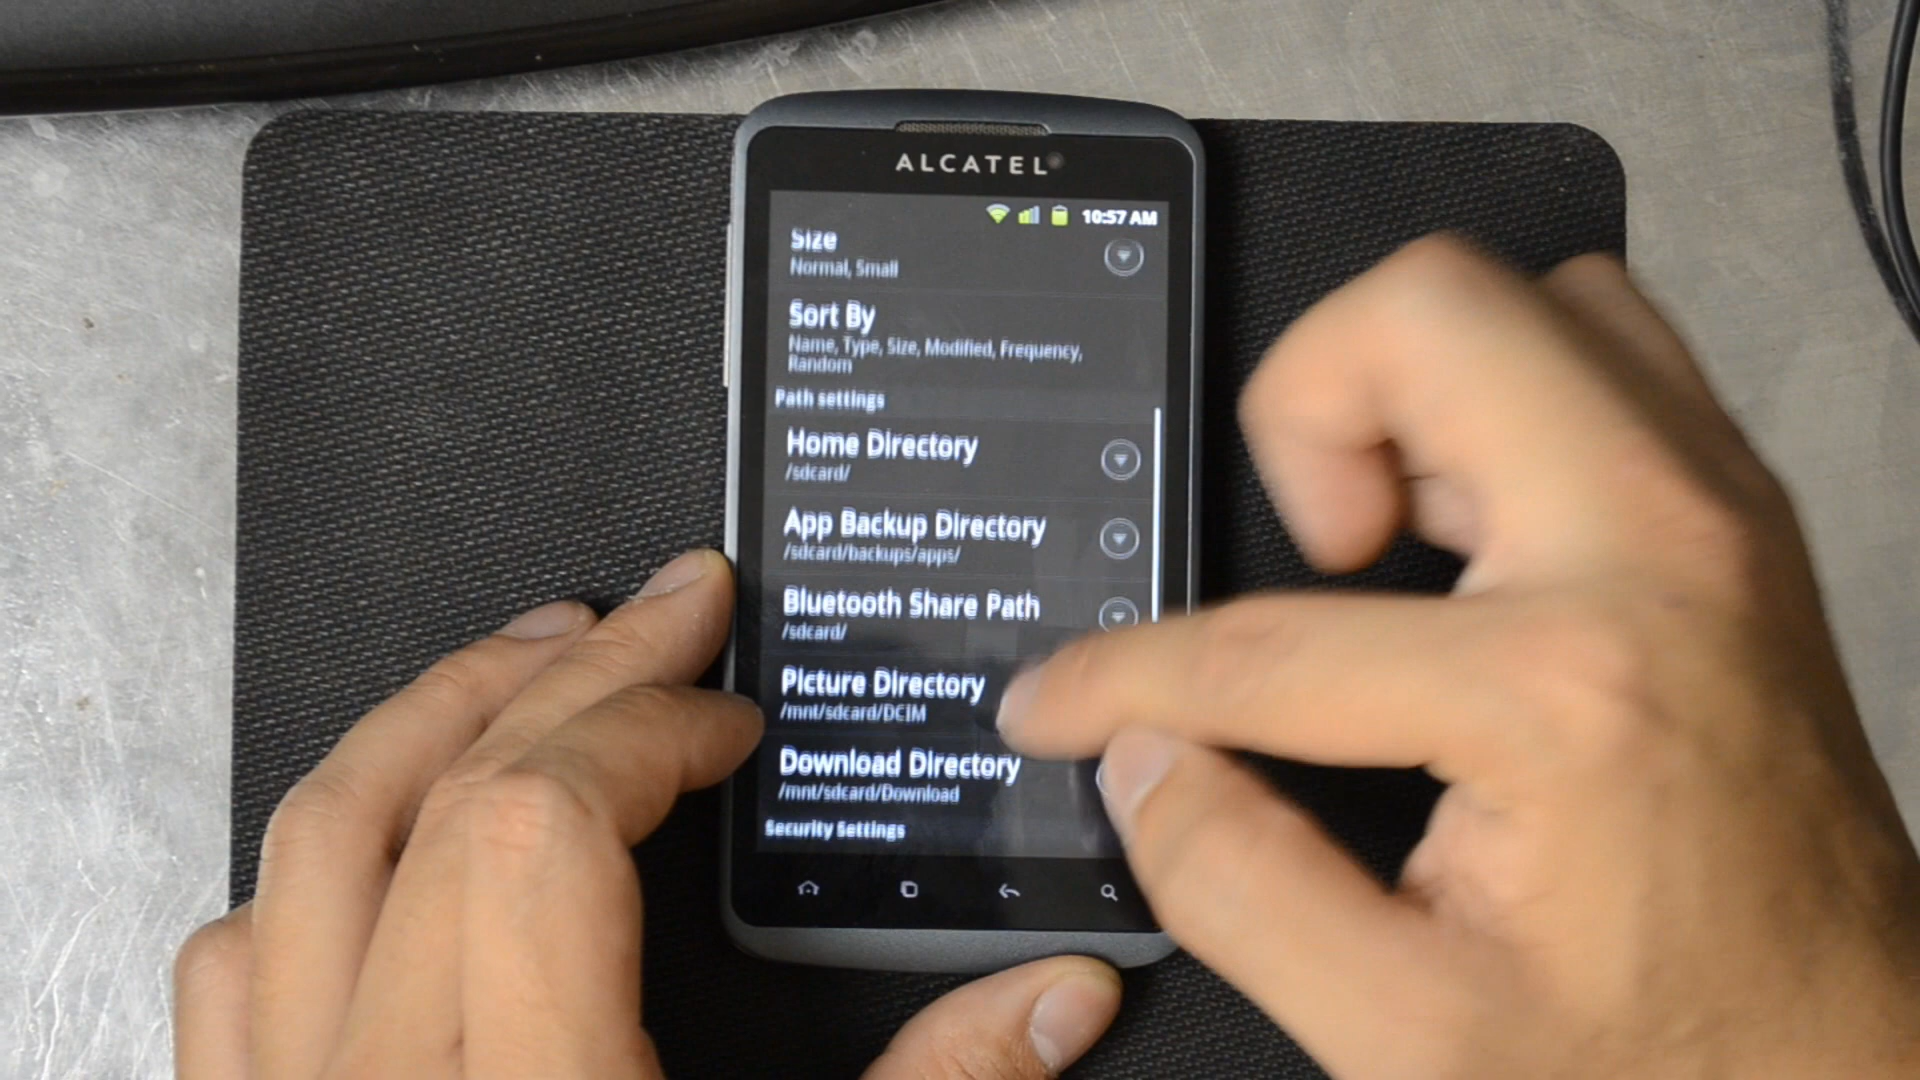 ALCATEL
10:57 AM
Size
Normal, Small
Sort By
Name, Type, Size, Modified, Frequency,
Random
Path settings
Home Directory
/sdcard/
App Backup Directory
/sdcard/backups/apps/
Bluetooth Share Path
/sdcard/
Picture Directory
/mnt/sdcard/DCIM
Download Directory
/mnt/sdcard/Download
Security Settings